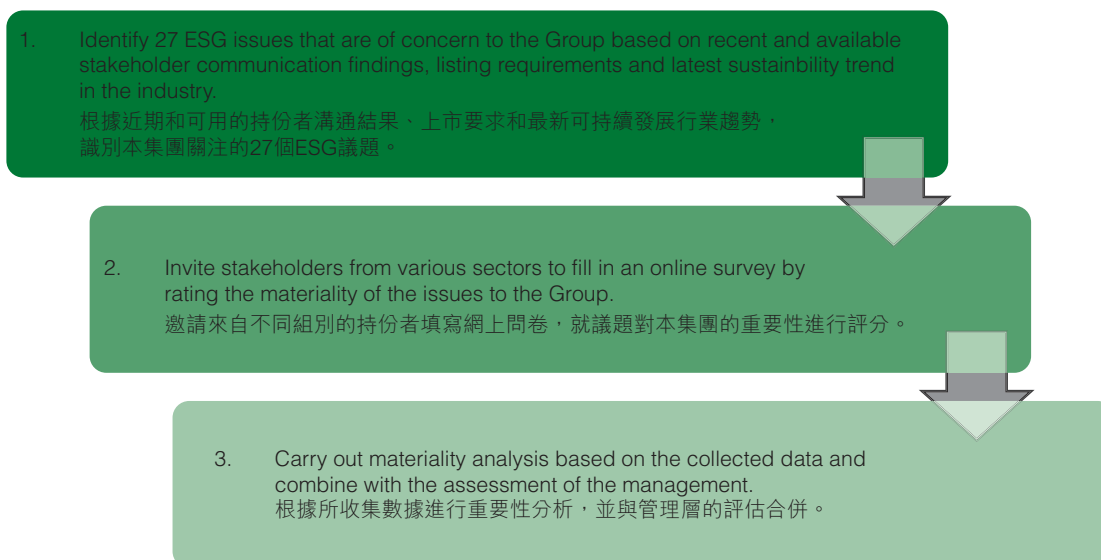 1. Identify 27 ESG issues that are of concern to the Group based on recent and available
stakeholder communication findings, listing requirements and latest sustainbility trend
in the industry.
根據近期和可用的持份者溝通結果、上市要求和最新可持續發展行業趨勢，
識別本集團關注的27個ESG議題。
2. Invite stakeholders from various sectors to fill in an online survey by
rating the materiality of the issues to the Group.
邀請來自不同組別的持份者填寫網上問卷，就議題對本集團的重要性進行評分。
3. Carry out materiality analysis based on the collected data and
combine with the assessment of the management.
根據所收集數據進行重要性分析，並與管理層的評估合併。